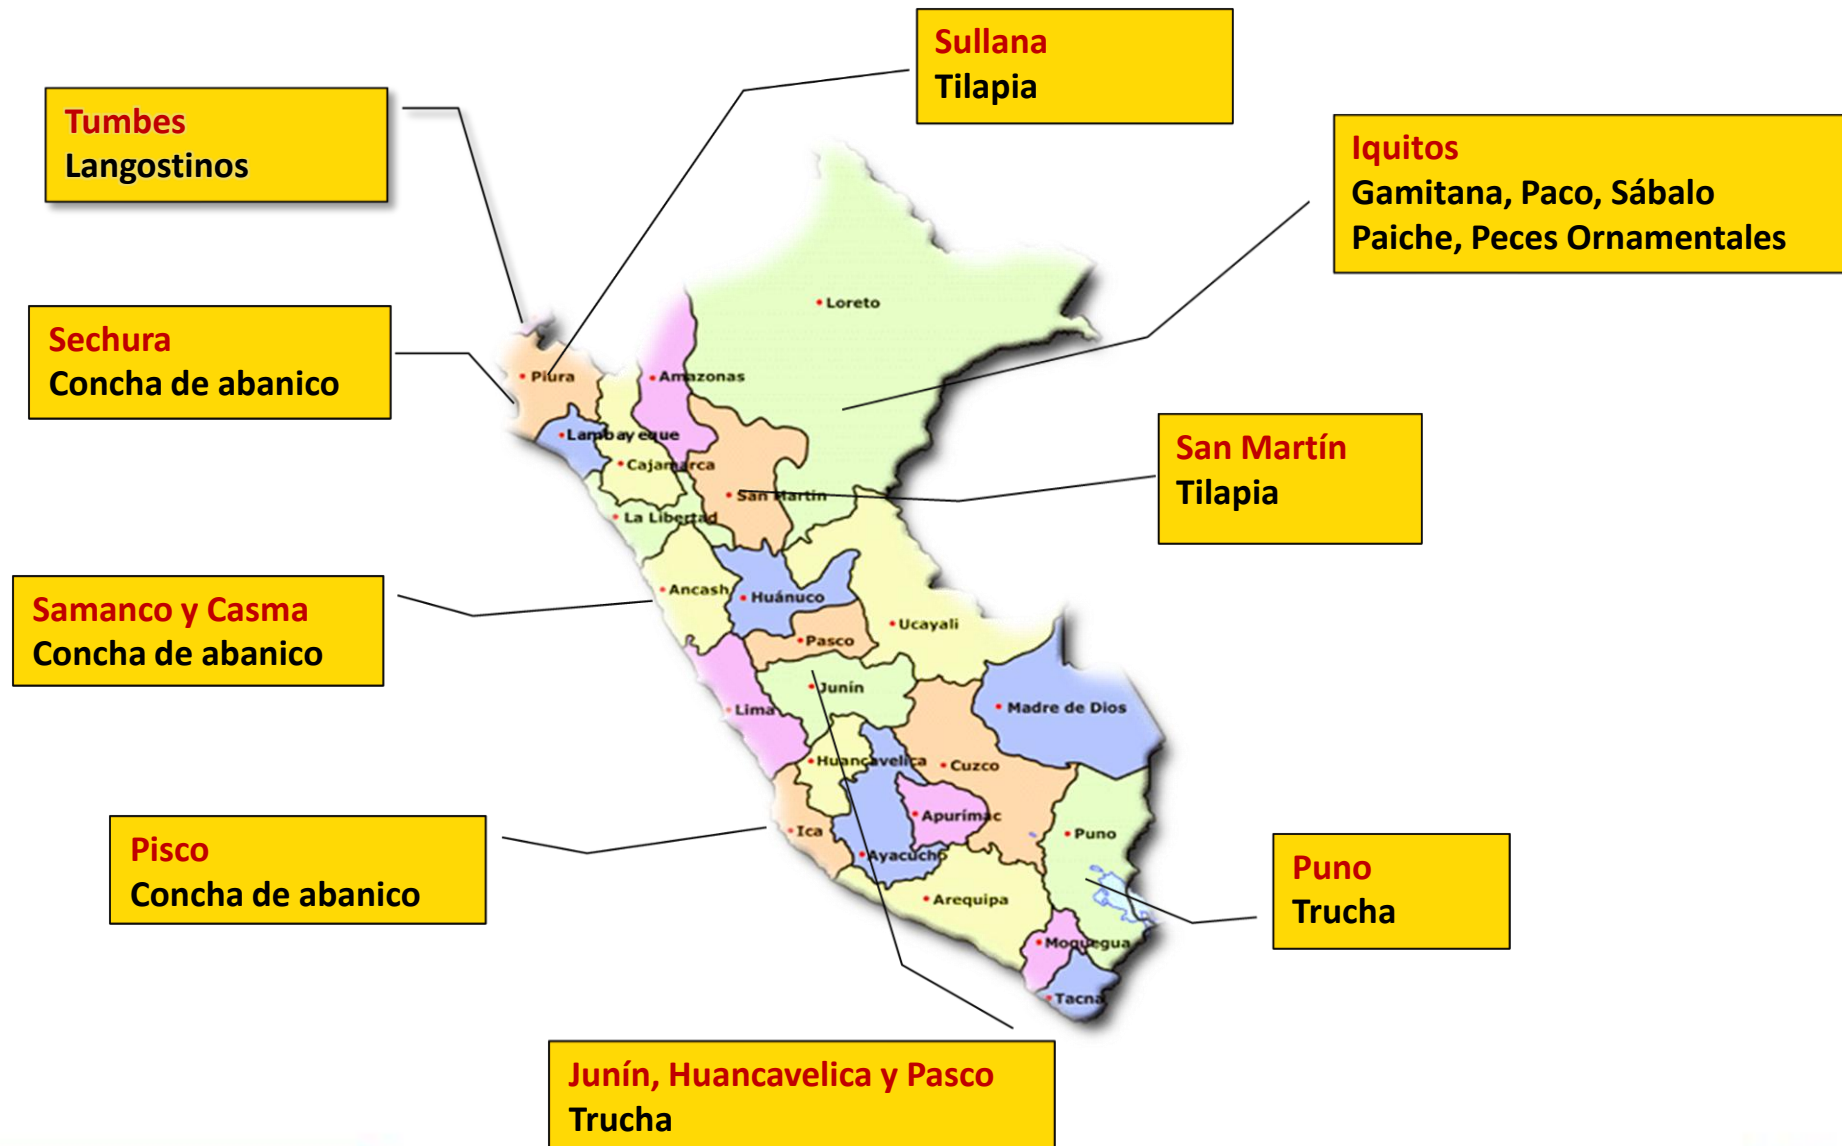 Sullana
Tilapia
Tumbes
Langostinos
Iquitos
Gamitana, Paco, Sábalo
Paiche, Peces Ornamentales
Sechura
Concha de abanico
San Martín
Tilapia
Samanco y Casma
Concha de abanico
Pisco
Concha de abanico
Puno
Trucha
Junín, Huancavelica y Pasco
Trucha
Loreto
Piura
Amazonas
Lambayeque
Cajamarca
San Martín
La Libertad
Ancash
Huánuco
Ucayali
Pasco
Junín
Lima
Madre de Dios
Huancavelica
Cuzco
Apurímac
Ica
Puno
Ayacucho
Arequipa
Moquegua
Tacna